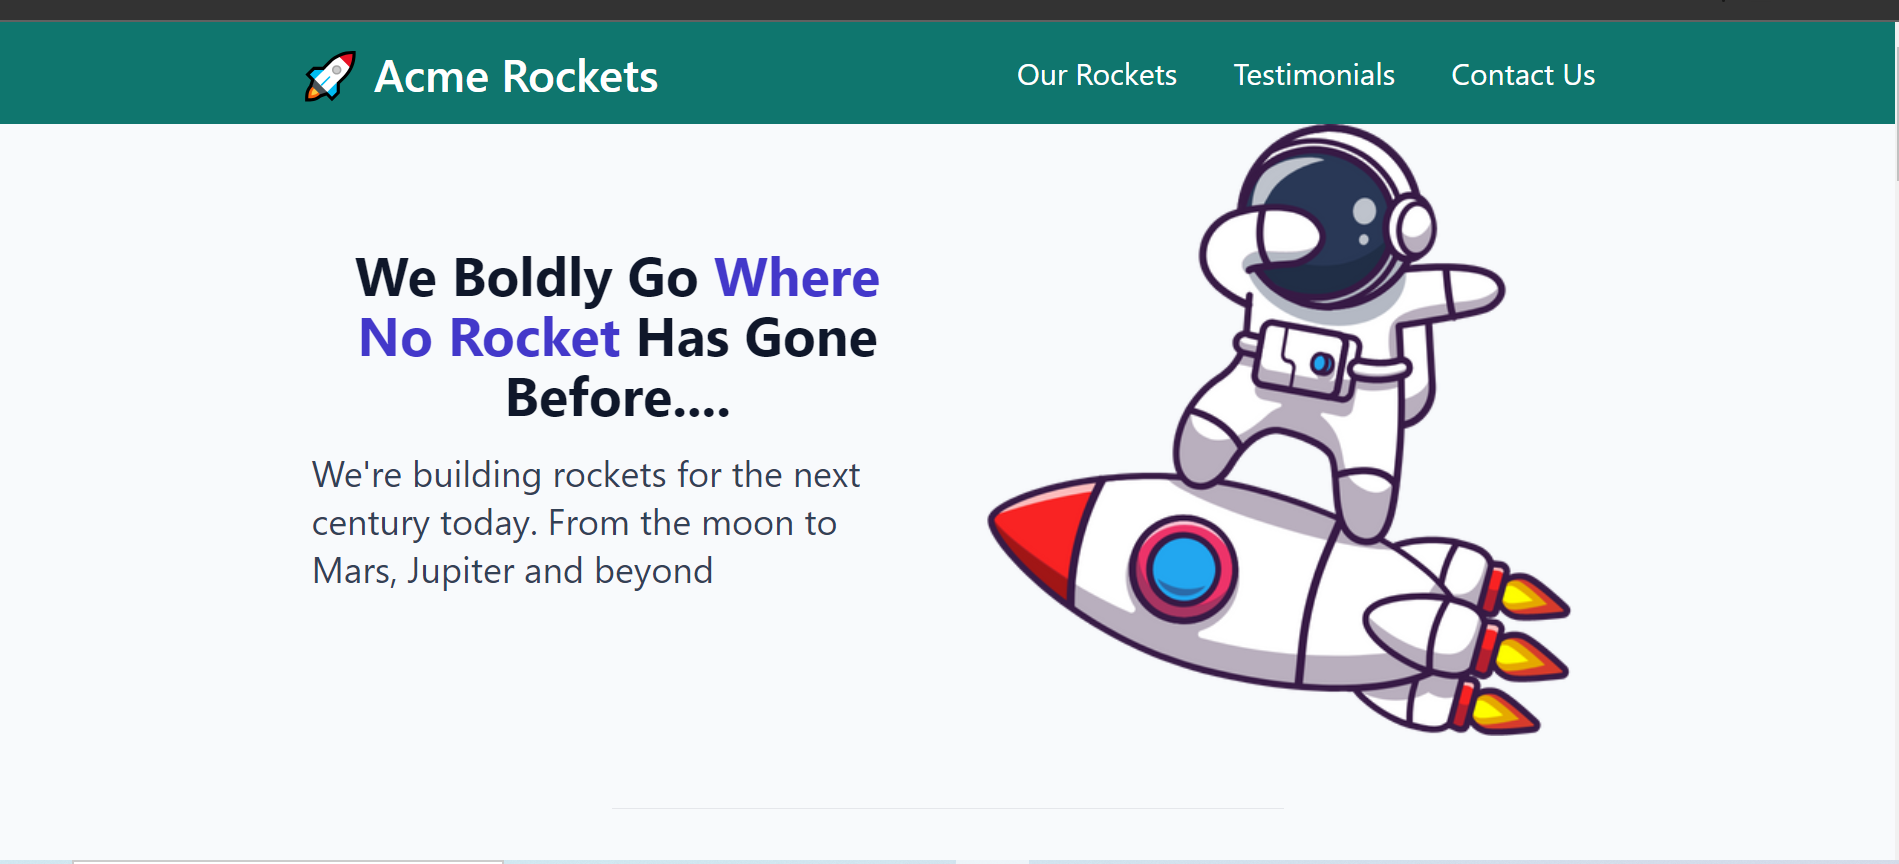 Acme Rockets
Our Rockets Testimonials Contact Us
We Boldly Go Where
No Rocket Has Gone
Before....
We're building rockets for the next
century today. From the moon to
Mars, Jupiter and beyond